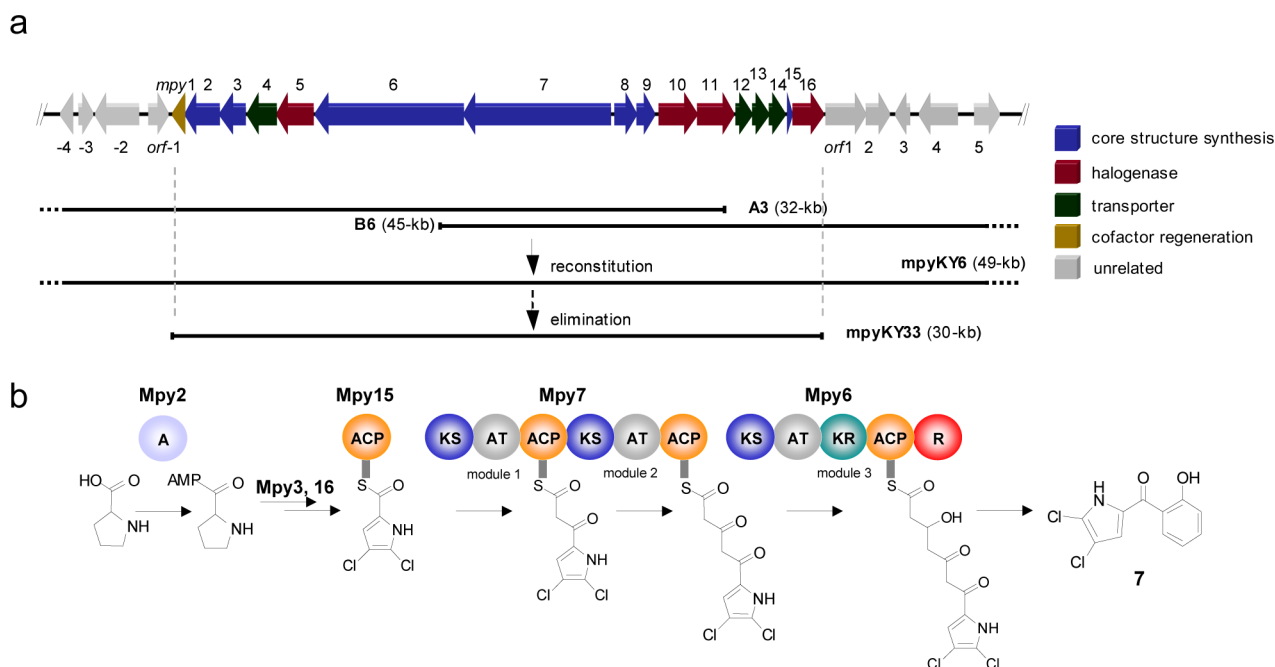 a
mpy1 2 3 4 5 6 7 8 9 10 11 12 13 14 15 16
-4 -3 -2 orf-1 orf1 2 3 4 5
core structure synthesis
halogenase
transporter
cofactor regeneration
unrelated
A3 (32-kb)
B6 (45-kb)
reconstitution
mpyKY6 (49-kb)
elimination
mpyKY33 (30-kb)
b
Mpy2 Mpy15 Mpy7 Mpy6
A ACP KS AT ACP KS AT ACP KS AT KR ACP R
module 1 module 2 module 3
HO O NH
AMP O NH
Mpy3, 16
S O NH Cl Cl
S O O NH Cl Cl
S O O O NH Cl Cl
S O OH O O NH Cl Cl
Cl Cl H N O OH
7